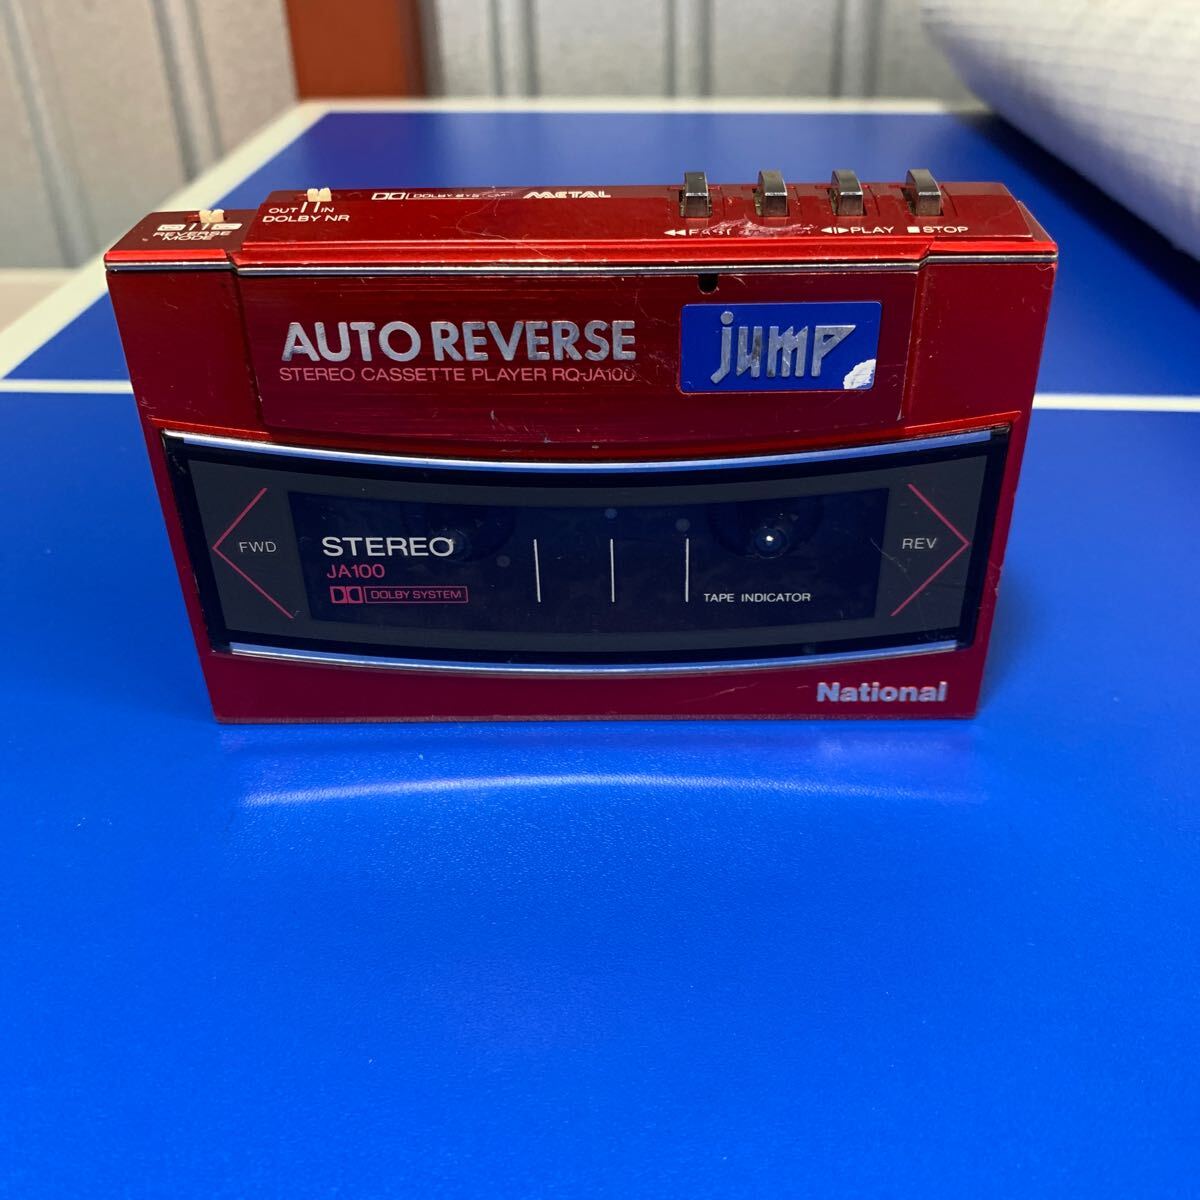 OUT IN
DOLBY NR
REVERSE
MODE
DOLBY
METAL
PLAY
STOP
AUTO REVERSE
STEREO CASSETTE PLAYER RQ-JA100
jump
FWD
STEREO
JA100
DOLBY SYSTEM
TAPE INDICATOR
REV
National